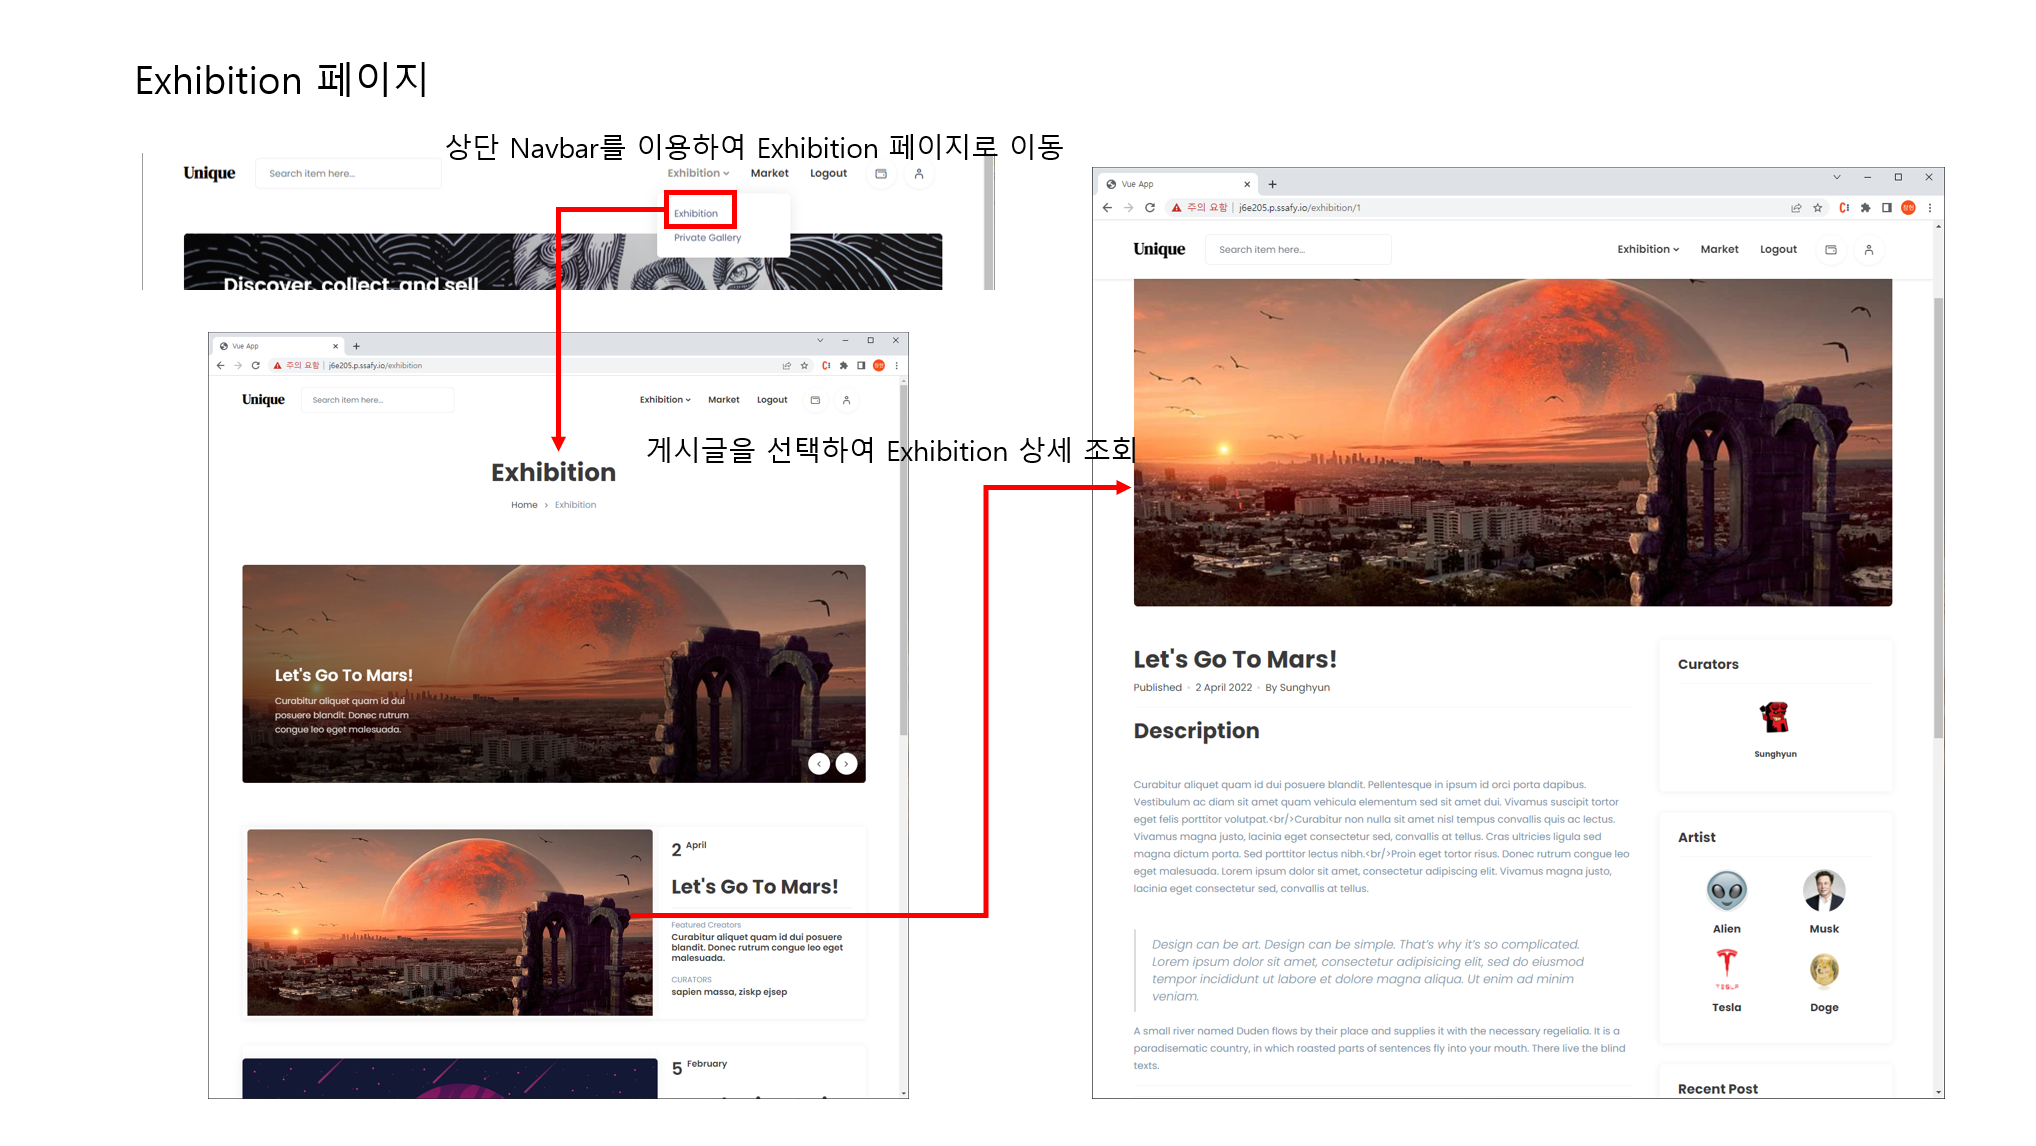 Exhibition 페이지
상단 Navbar를 이용하여 Exhibition 페이지로 이동
Unique
Search item here...
Exhibition
Market
Logout
Exhibition
Private Gallery
Discover, collect, and sell
Vue App
주의 요함 | j6e205.p.ssafy.io/exhibition
Unique
Search item here...
Exhibition
Market
Logout
게시글을 선택하여 Exhibition 상세 조회
Exhibition
Home > Exhibition
Let's Go To Mars!
Curabitur aliquet quam id dui
posuere blandit. Donec rutrum
congue leo eget malesuada.
2 April
Let's Go To Mars!
Featured Creators
Curabitur aliquet quam id dui posuere
blandit. Donec rutrum congue leo eget
malesuada.
CURATORS
sapien massa, ziskp ejsep
5 February
Vue App
주의 요함 | j6e205.p.ssafy.io/exhibition/1
Unique
Search item here...
Exhibition
Market
Logout
Let's Go To Mars!
Published • 2 April 2022 • By Sunghyun
Description
Curabitur aliquet quam id dui posuere blandit. Pellentesque in ipsum id orci porta dapibus.
Vestibulum ac diam sit amet quam vehicula elementum sed sit amet dui. Vivamus suscipit tortor
eget felis porttitor volutpat.<br/>Curabitur non nulla sit amet nisl tempus convallis quis ac lectus.
Vivamus magna justo, lacinia eget consectetur sed, convallis at tellus. Cras ultricies ligula sed
magna dictum porta. Sed porttitor lectus nibh.<br/>Proin eget tortor risus. Donec rutrum congue leo
eget malesuada. Lorem ipsum dolor sit amet, consectetur adipiscing elit. Vivamus magna justo,
lacinia eget consectetur sed, convallis at tellus.
Design can be art. Design can be simple. That's why it's so complicated.
Lorem ipsum dolor sit amet, consectetur adipisicing elit, sed do eiusmod
tempor incididunt ut labore et dolore magna aliqua. Ut enim ad minim
veniam.
A small river named Duden flows by their place and supplies it with the necessary regelialia. It is a
paradisematic country, in which roasted parts of sentences fly into your mouth. There live the blind
texts.
Curators
Sunghyun
Artist
Alien
Musk
TESLA
Tesla
Doge
Recent Post